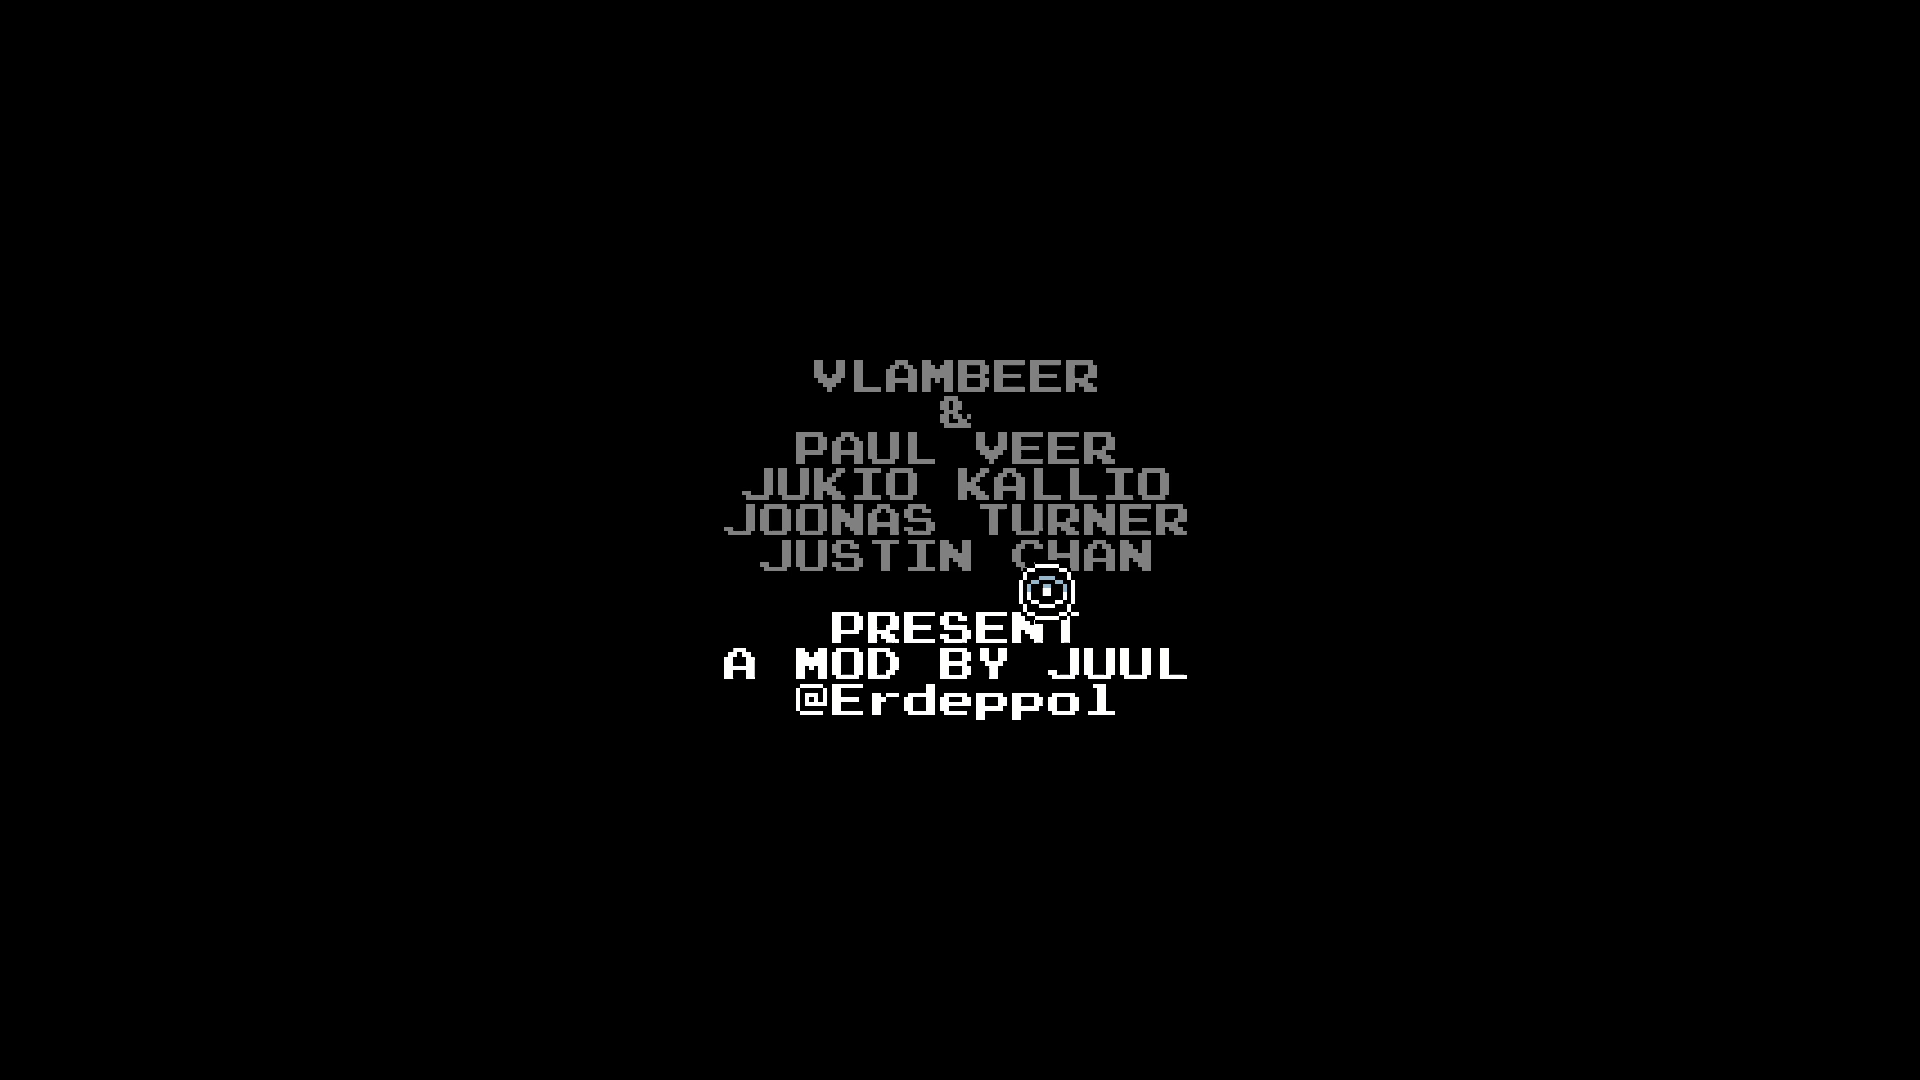 VLAMBEER
&
PAUL VEER
JUKIO KALLIO
JOONAS TURNER
JUSTIN CHAN
PRESENT
A MOD BY JUUL
@Erdeppol